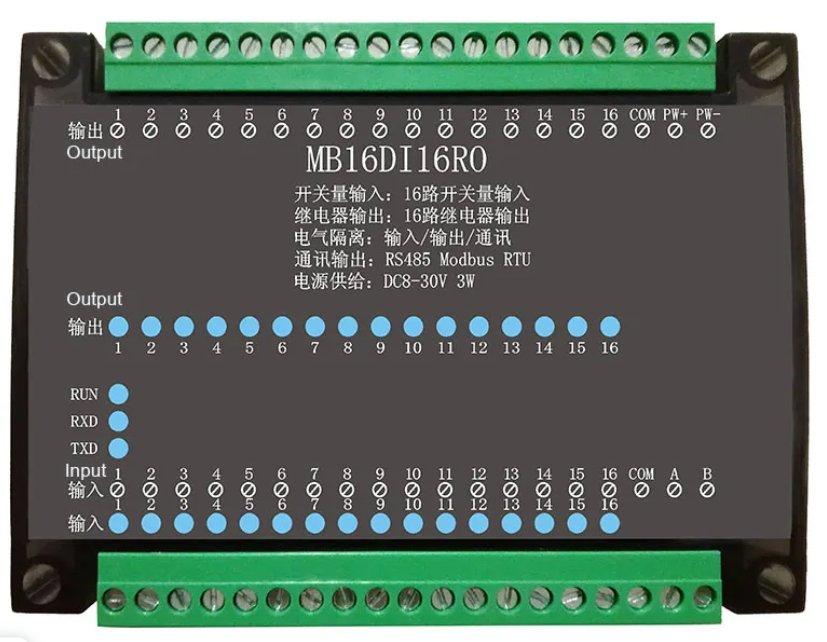 1 2 3 4 5 6 7 8 9 10 11 12 13 14 15 16 COM PW+ PW-
输出
Output
MB16DI16RO
开关量输入: 16路开关量输入
继电器输出: 16路继电器输出
电气隔离: 输入/输出/通讯
通讯输出: RS485 Modbus RTU
电源供给: DC8-30V 3W
Output
输出
1 2 3 4 5 6 7 8 9 10 11 12 13 14 15 16
RUN
RXD
TXD
Input
1 2 3 4 5 6 7 8 9 10 11 12 13 14 15 16 COM A B
输入
1 2 3 4 5 6 7 8 9 10 11 12 13 14 15 16
输入